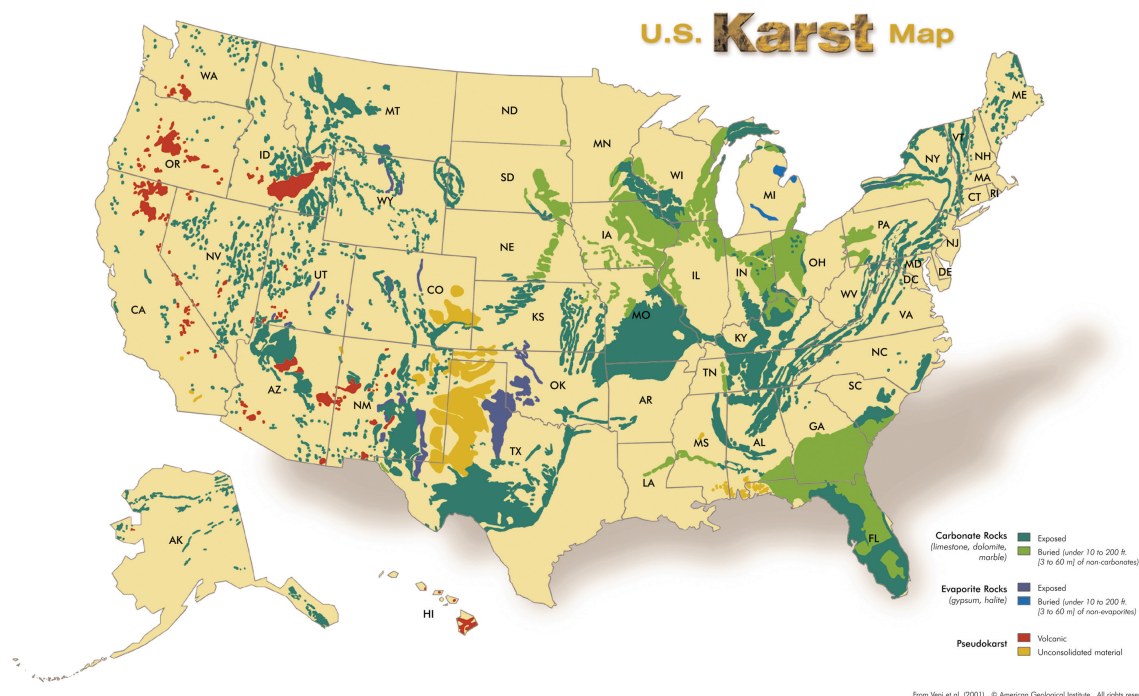 U.S. Karst Map
WA
MT
ND
MN
ME
OR
ID
SD
WI
MI
NY
VT
NH
MA
CT
RI
WY
NE
IA
PA
NJ
NV
UT
CO
KS
MO
IL
IN
OH
MD
DE
DC
WV
VA
CA
KY
AZ
NM
OK
AR
TN
NC
SC
TX
LA
MS
AL
GA
FL
AK
HI
Carbonate Rocks
(limestone, dolomite,
marble)
Exposed
Buried (under 10 to 200 ft.
[3 to 60 m] of non-carbonates)
Evaporite Rocks
(gypsum, halite)
Exposed
Buried (under 10 to 200 ft.
[3 to 60 m] of non-evaporites)
Pseudokarst
Volcanic
Unconsolidated material
From Veni et al. (2001) © American Geological Institute. All rights rese